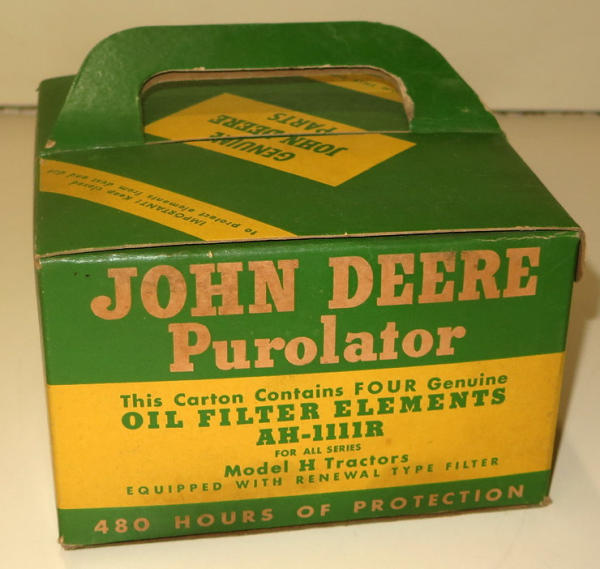 GENUINE
JOHN DEERE
PARTS
IMPORTANT! Keep closed
to protect elements from dust and dirt
JOHN DEERE
Purolator
This Carton Contains FOUR Genuine
OIL FILTER ELEMENTS
AH-1111R
FOR ALL SERIES
Model H Tractors
EQUIPPED WITH RENEWAL TYPE FILTER
480 HOURS OF PROTECTION